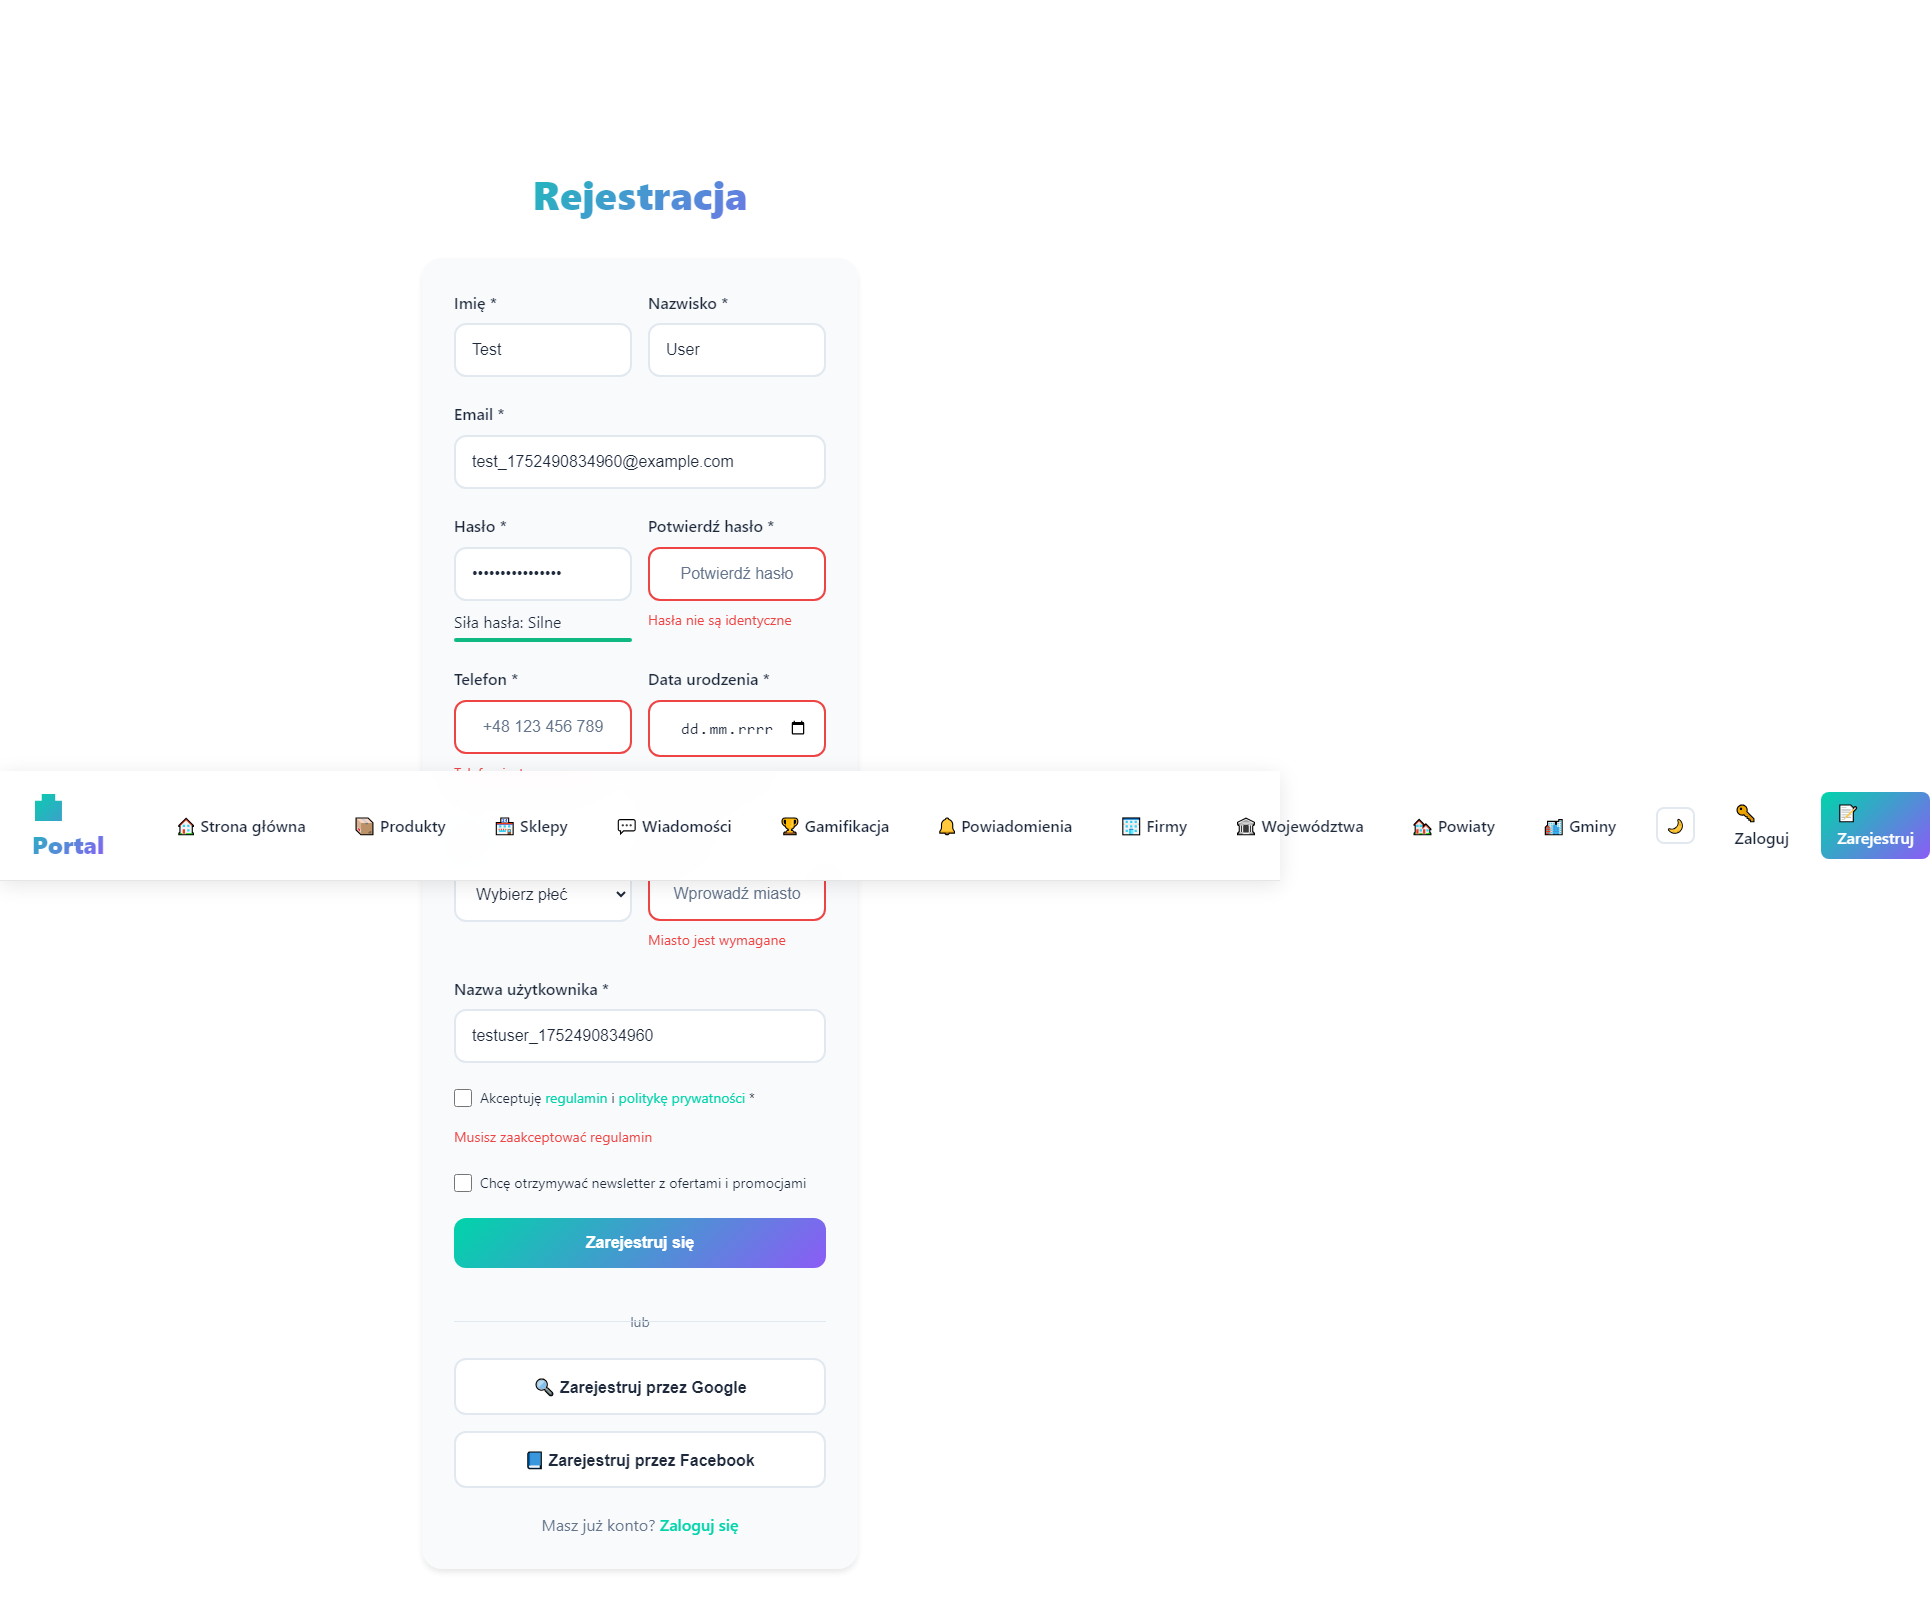 Rejestracja
Imię *
Nazwisko *
Test
User
Email *
test_1752490834960@example.com
Hasło *
Potwierdź hasło *
••••••••••••••••
Potwierdź hasło
Siła hasła: Silne
Hasła nie są identyczne
Telefon *
Data urodzenia *
+48 123 456 789
dd.mm.rrrr
Portal
🏠 Strona główna
📦 Produkty
🏪 Sklepy
💬 Wiadomości
🏆 Gamifikacja
🔔 Powiadomienia
🏢 Firmy
🏛️ Województwa
🏘️ Powiaty
🏙️ Gminy
🌙
🔑 Zaloguj
📝 Zarejestruj
Wybierz płeć
Wprowadź miasto
Miasto jest wymagane
Nazwa użytkownika *
testuser_1752490834960
Akceptuję regulamin i politykę prywatności *
Musisz zaakceptować regulamin
Chcę otrzymywać newsletter z ofertami i promocjami
Zarejestruj się
lub
🔍 Zarejestruj przez Google
📘 Zarejestruj przez Facebook
Masz już konto? Zaloguj się